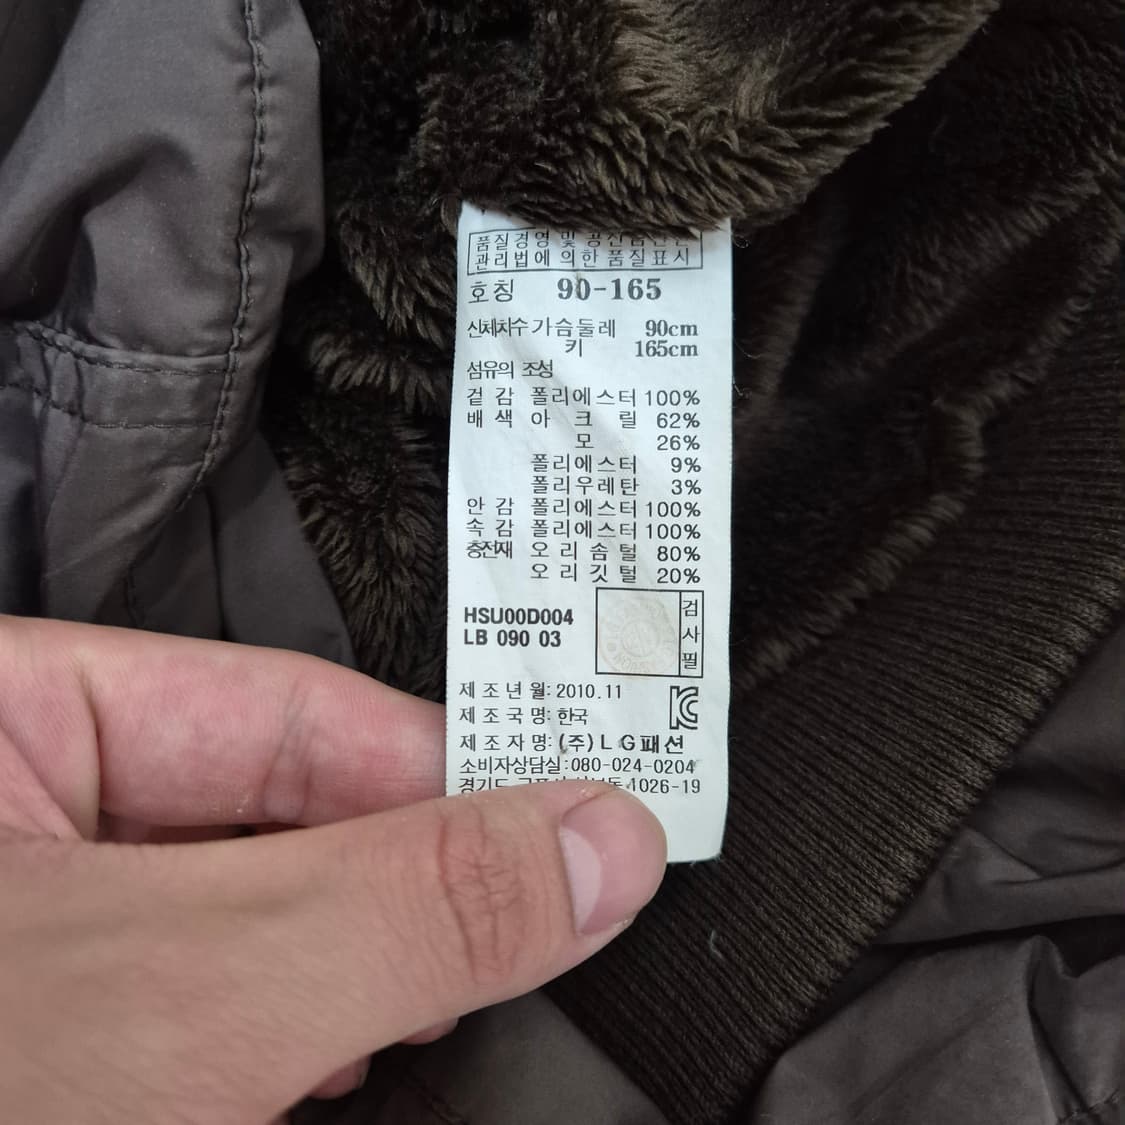 품질경영 및 공산품안전
관리법에 의한 품질표시
호칭 90-165
신체치수 가슴둘레 90cm
키 165cm
섬유의 조성
겉감 폴리에스터 100%
배색 아크릴 62%
모 26%
폴리에스터 9%
폴리우레탄 3%
안감 폴리에스터 100%
속감 폴리에스터 100%
충전재 오리솜털 80%
오리깃털 20%
HSU00D004
LB 090 03
검사필
제조년월: 2010.11
제조국명: 한국
제조자명: (주)LG패션
소비자상담실:080-024-0204
경기도 1026-19